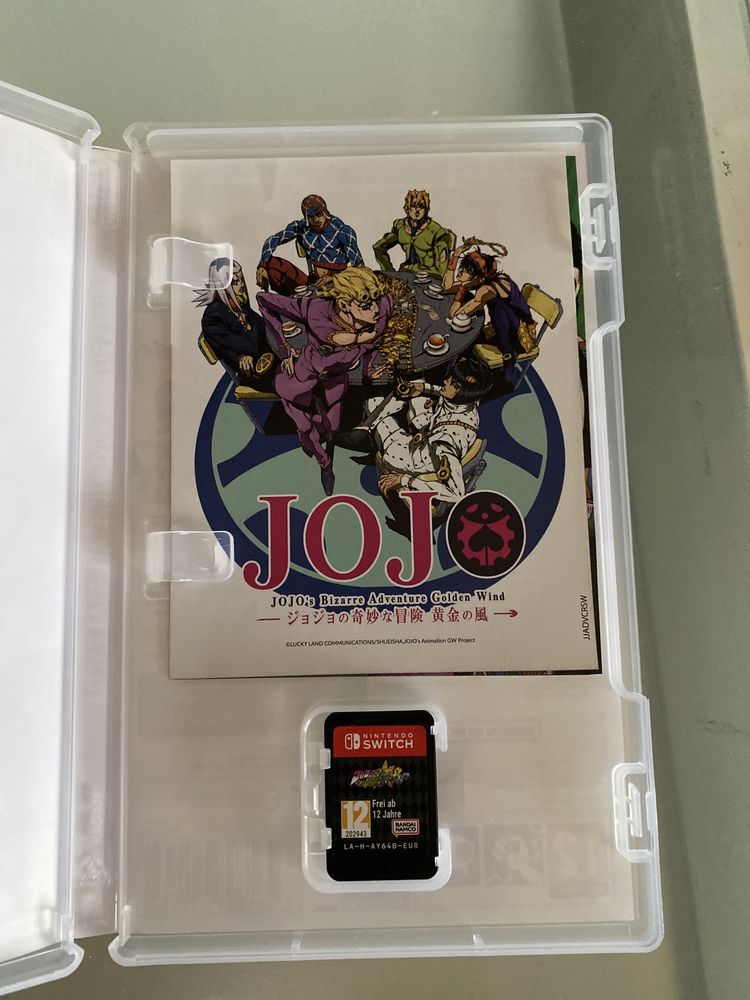 JOJO
JOJO's Bizarre Adventure Golden Wind
ジョジョの奇妙な冒険 黄金の風
©LUCKY LAND COMMUNICATIONS/SHUEISHA,JOJO's Animation GW Project
JJADVCRSW
NINTENDO
SWITCH
12
Frei ab
12 Jahre
202943
BANDAI
NAMCO
LA-H-AY64B-EUR